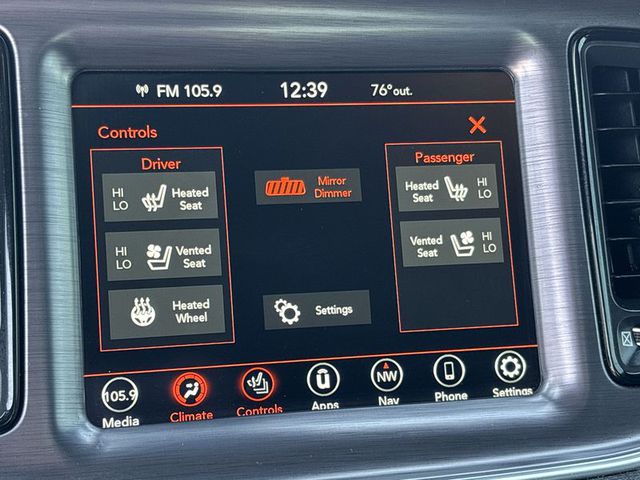 FM 105.9 12:39 76°out.
Controls
Driver
HI
LO
Heated
Seat
HI
LO
Vented
Seat
Heated
Wheel
Mirror
Dimmer
Settings
Passenger
Heated
Seat
HI
LO
Vented
Seat
HI
LO
105.9
Media
Climate
Controls
Apps
NW
Nav
Phone
Settings